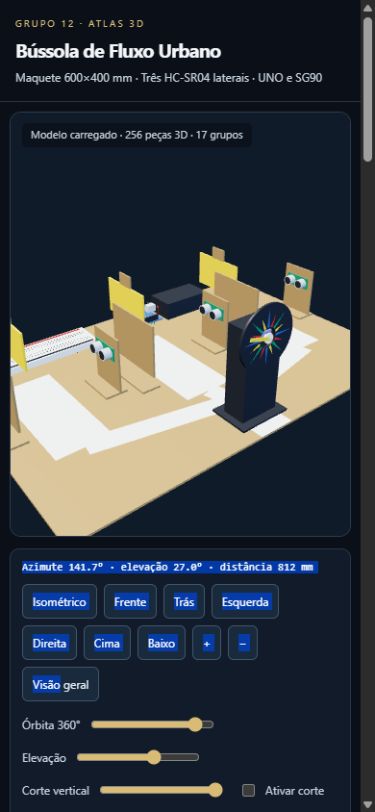 GRUPO 12 · ATLAS 3D
Bússola de Fluxo Urbano
Maquete 600×400 mm · Três HC-SR04 laterais · UNO e SG90
Modelo carregado · 256 peças 3D · 17 grupos
Azimute 141.7° · elevação 27.0° · distância 812 mm
Isométrico Frente Trás Esquerda
Direita Cima Baixo + −
Visão geral
Órbita 360°
Elevação
Corte vertical Ativar corte